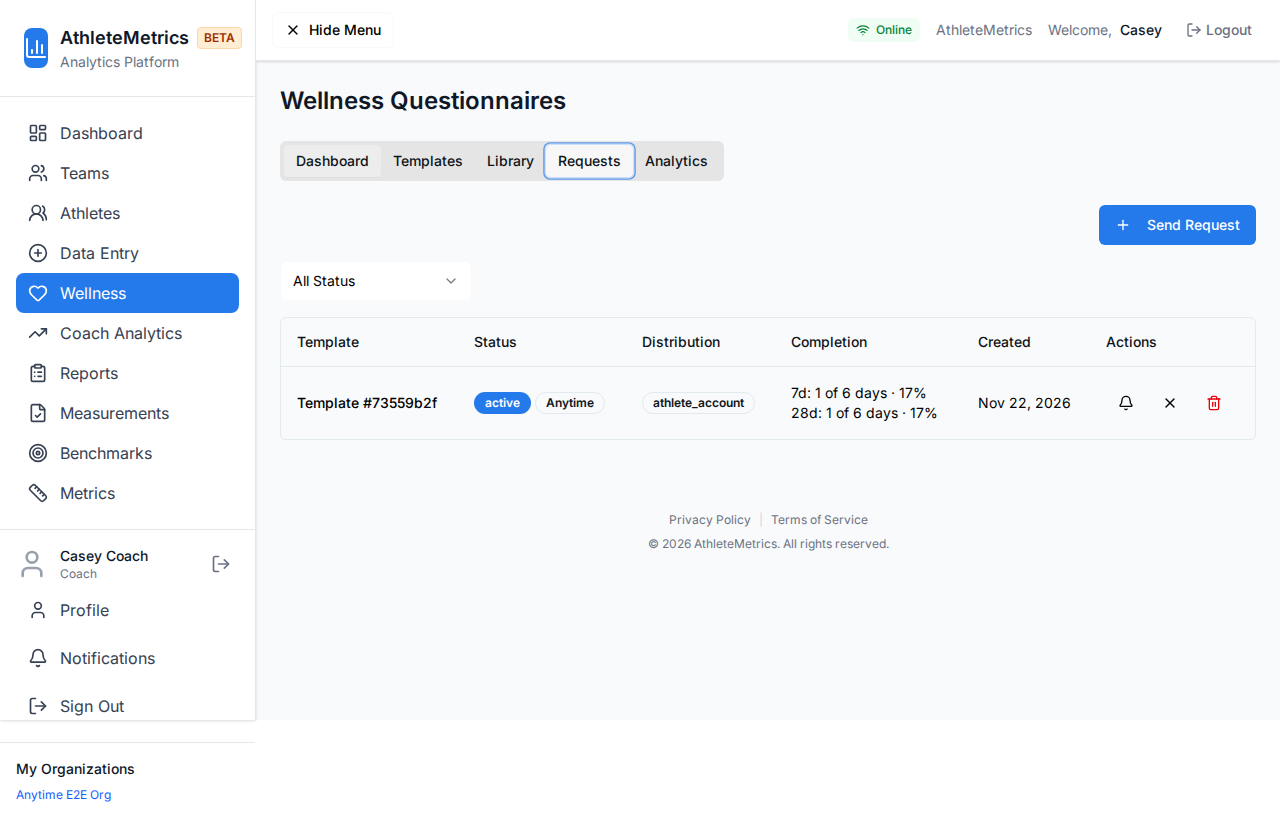 AthleteMetrics BETA
Analytics Platform
Dashboard
Teams
Athletes
Data Entry
Wellness
Coach Analytics
Reports
Measurements
Benchmarks
Metrics
Casey Coach
Coach
Profile
Notifications
Sign Out
My Organizations
Anytime E2E Org
Hide Menu
Online AthleteMetrics Welcome, Casey Logout
Wellness Questionnaires
Dashboard Templates Library Requests Analytics
Send Request
All Status
Template Status Distribution Completion Created Actions
Template #73559b2f active Anytime athlete_account 7d: 1 of 6 days · 17% Nov 22, 2026
28d: 1 of 6 days · 17%
Privacy Policy | Terms of Service
© 2026 AthleteMetrics. All rights reserved.